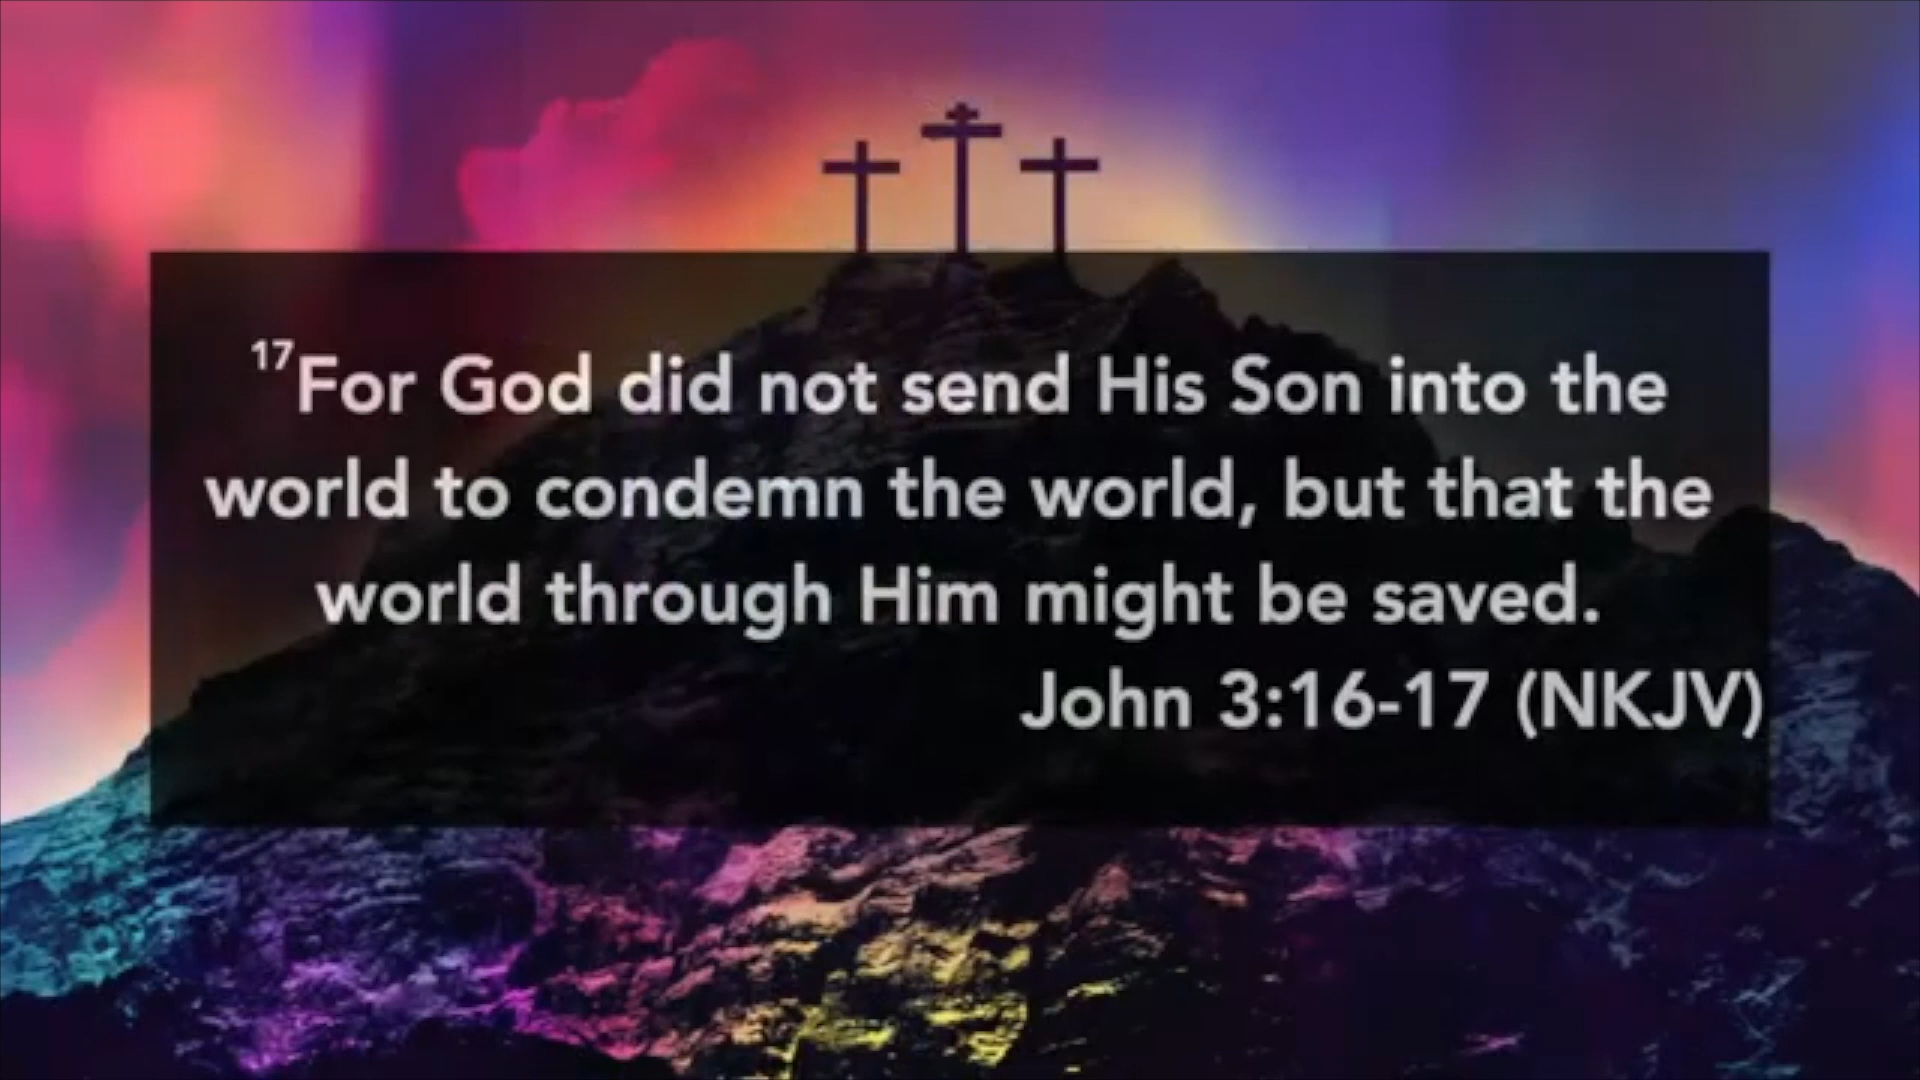 17For God did not send His Son into the
world to condemn the world, but that the
world through Him might be saved.
John 3:16-17 (NKJV)